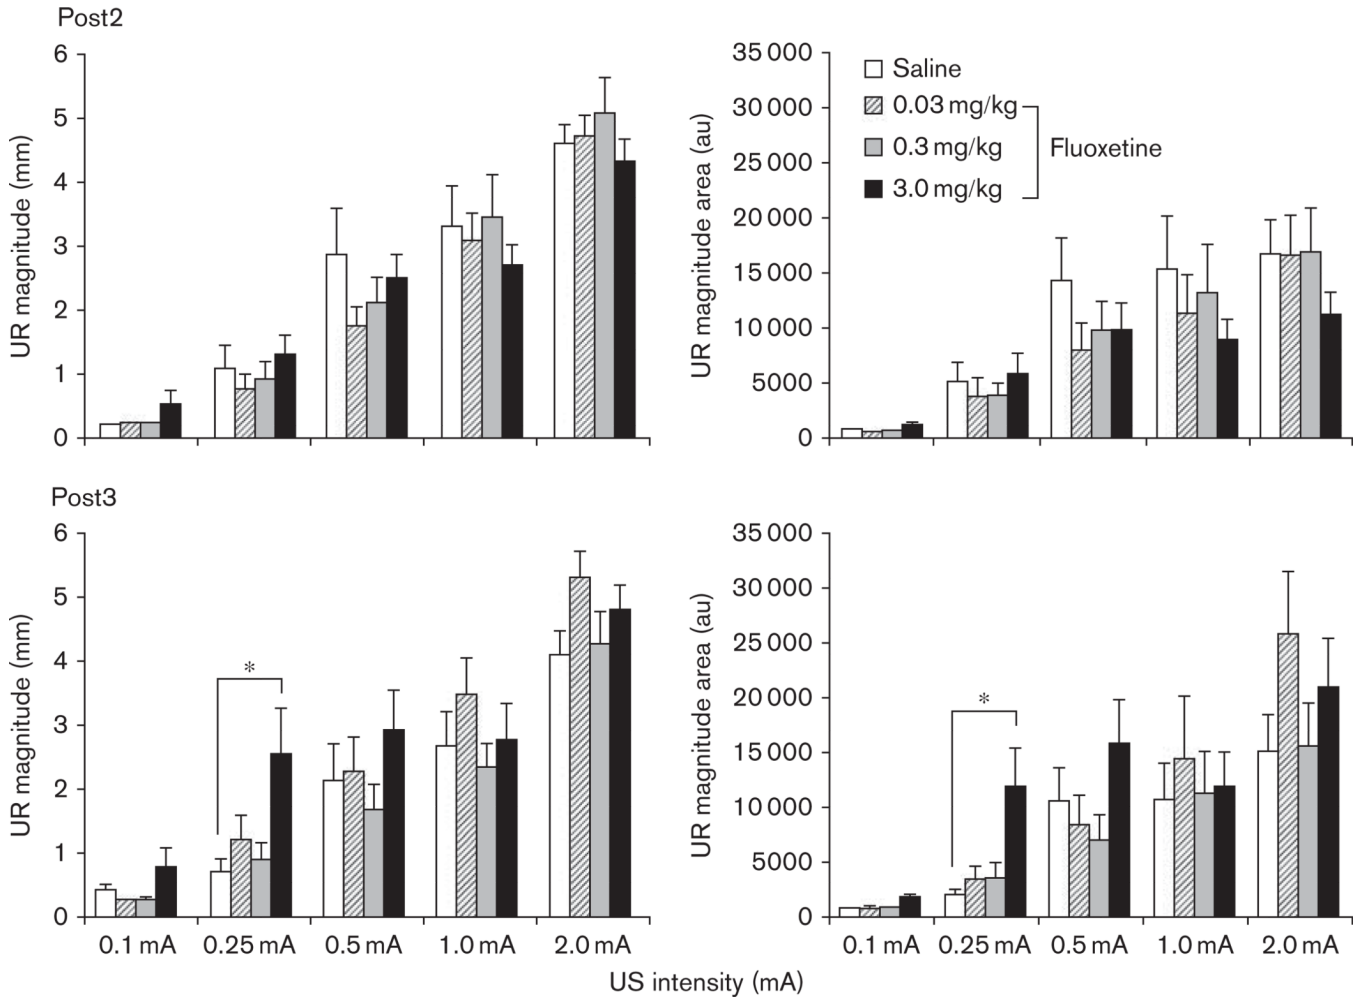 Post2
UR magnitude (mm)
6
5
4
3
2
1
0
UR magnitude area (au)
35 000
30 000
25 000
20 000
15 000
10 000
5000
0
Saline
0.03 mg/kg
0.3 mg/kg
3.0 mg/kg
Fluoxetine
Post3
UR magnitude (mm)
6
5
4
3
2
1
0
*
0.1 mA 0.25 mA 0.5 mA 1.0 mA 2.0 mA
UR magnitude area (au)
35 000
30 000
25 000
20 000
15 000
10 000
5000
0
*
0.1 mA 0.25 mA 0.5 mA 1.0 mA 2.0 mA
US intensity (mA)